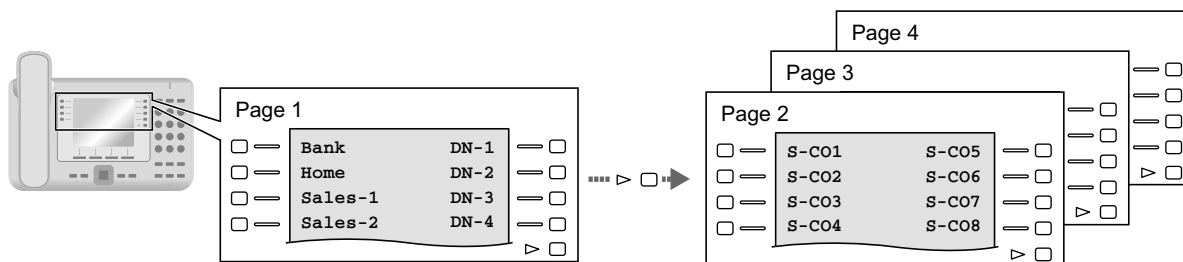 Page 1
Bank DN-1
Home DN-2
Sales-1 DN-3
Sales-2 DN-4
Page 2
S-CO1 S-CO5
S-CO2 S-CO6
S-CO3 S-CO7
S-CO4 S-CO8
Page 3
Page 4